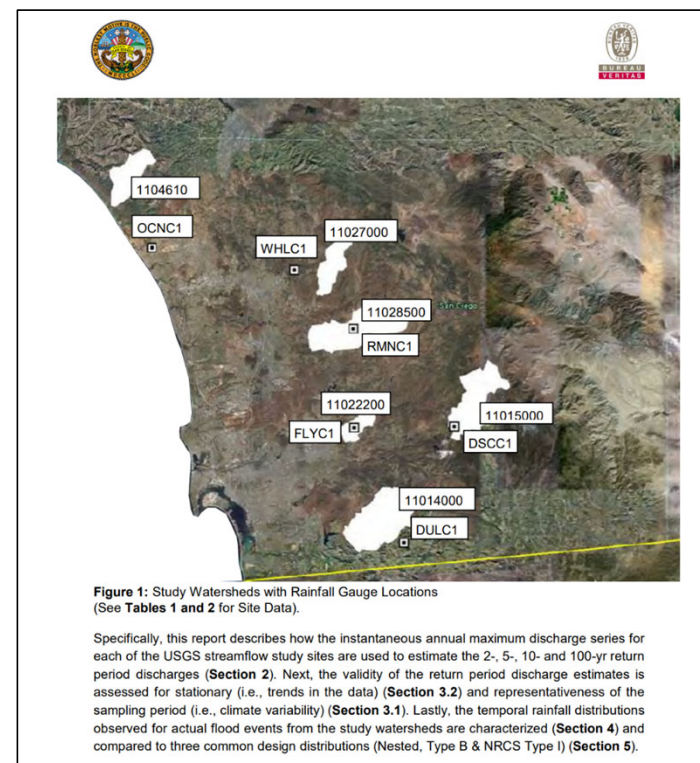 BUREAU
VERITAS
1104610
OCNC1
WHLC1
11027000
San Diego
11028500
RMNC1
11022200
FLYC1
11015000
DSCC1
11014000
DULC1
Figure 1: Study Watersheds with Rainfall Gauge Locations
(See Tables 1 and 2 for Site Data).
Specifically, this report describes how the instantaneous annual maximum discharge series for
each of the USGS streamflow study sites are used to estimate the 2-, 5-, 10- and 100-yr return
period discharges (Section 2). Next, the validity of the return period discharge estimates is
assessed for stationary (i.e., trends in the data) (Section 3.2) and representativeness of the
sampling period (i.e., climate variability) (Section 3.1). Lastly, the temporal rainfall distributions
observed for actual flood events from the study watersheds are characterized (Section 4) and
compared to three common design distributions (Nested, Type B & NRCS Type I) (Section 5).